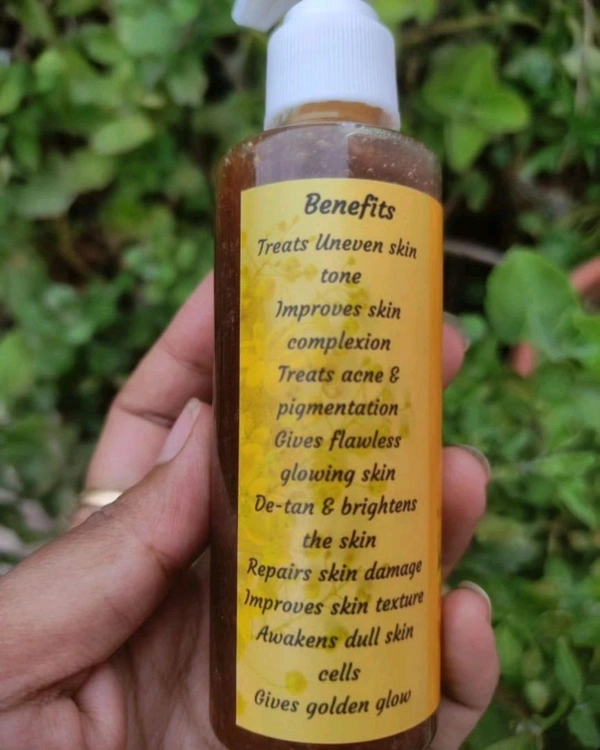 Benefits
Treats Uneven skin
tone
Improves skin
complexion
Treats acne &
pigmentation
Gives flawless
glowing skin
De-tan & brightens
the skin
Repairs skin damage
Improves skin texture
Awakens dull skin
cells
Gives golden glow